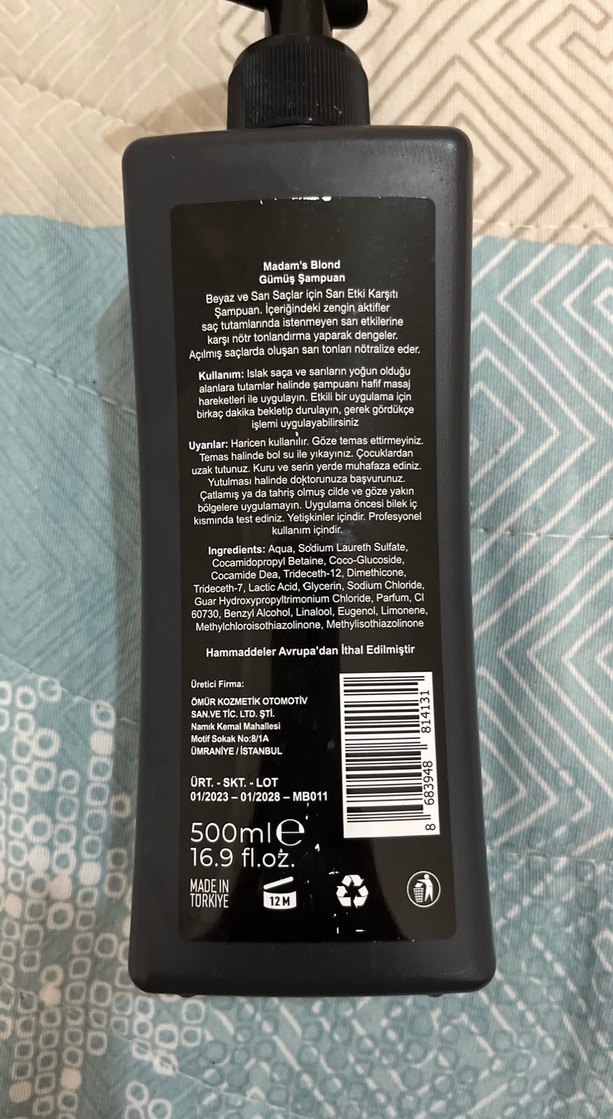 Madam's Blond
Gümüş Şampuan
Beyaz ve Sarı Saçlar için Sarı Etki Karşıtı
Şampuan. İçeriğindeki zengin aktifler
saç tutamlarında istenmeyen sarı etkilerine
karşı nötr tonlandırma yaparak dengeler.
Açılmış saçlarda oluşan sarı tonları nötralize eder.
Kullanım: Islak saça ve sarıların yoğun olduğu
alanlara tutamlar halinde şampuanı hafif masaj
hareketleri ile uygulayın. Etkili bir uygulama için
birkaç dakika bekletip durulayın, gerek gördükçe
işlemi uygulayabilirsiniz
Uyarılar: Haricen kullanılır. Göze temas ettirmeyiniz.
Temas halinde bol su ile yıkayınız. Çocuklardan
uzak tutunuz. Kuru ve serin yerde muhafaza ediniz.
Yutulması halinde doktorunuza başvurunuz.
Çatlamış ya da tahriş olmuş cilde ve göze yakın
bölgelere uygulamayın. Uygulama öncesi bilek iç
kısmında test ediniz. Yetişkinler içindir. Profesyonel
kullanım içindir.
Ingredients: Aqua, Sodium Laureth Sulfate,
Cocamidopropyl Betaine, Coco-Glucoside,
Cocamide Dea, Trideceth-12, Dimethicone,
Trideceth-7, Lactic Acid, Glycerin, Sodium Chloride,
Guar Hydroxypropyltrimonium Chloride, Parfum, CI
60730, Benzyl Alcohol, Linalool, Eugenol, Limonene,
Methylchloroisothiazolinone, Methylisothiazolinone
Hammaddeler Avrupa'dan İthal Edilmiştir
Üretici Firma:
ÖMÜR KOZMETİK OTOMOTİV
SAN.VE TİC. LTD. ŞTİ.
Namık Kemal Mahallesi
Motif Sokak No:8/1A
ÜMRANİYE / İSTANBUL
ÜRT. - SKT. - LOT
01/2023 – 01/2028 – MB011
8 683948 814131
500ml e
16.9 fl.oz.
MADE IN
TÜRKİYE
12 M